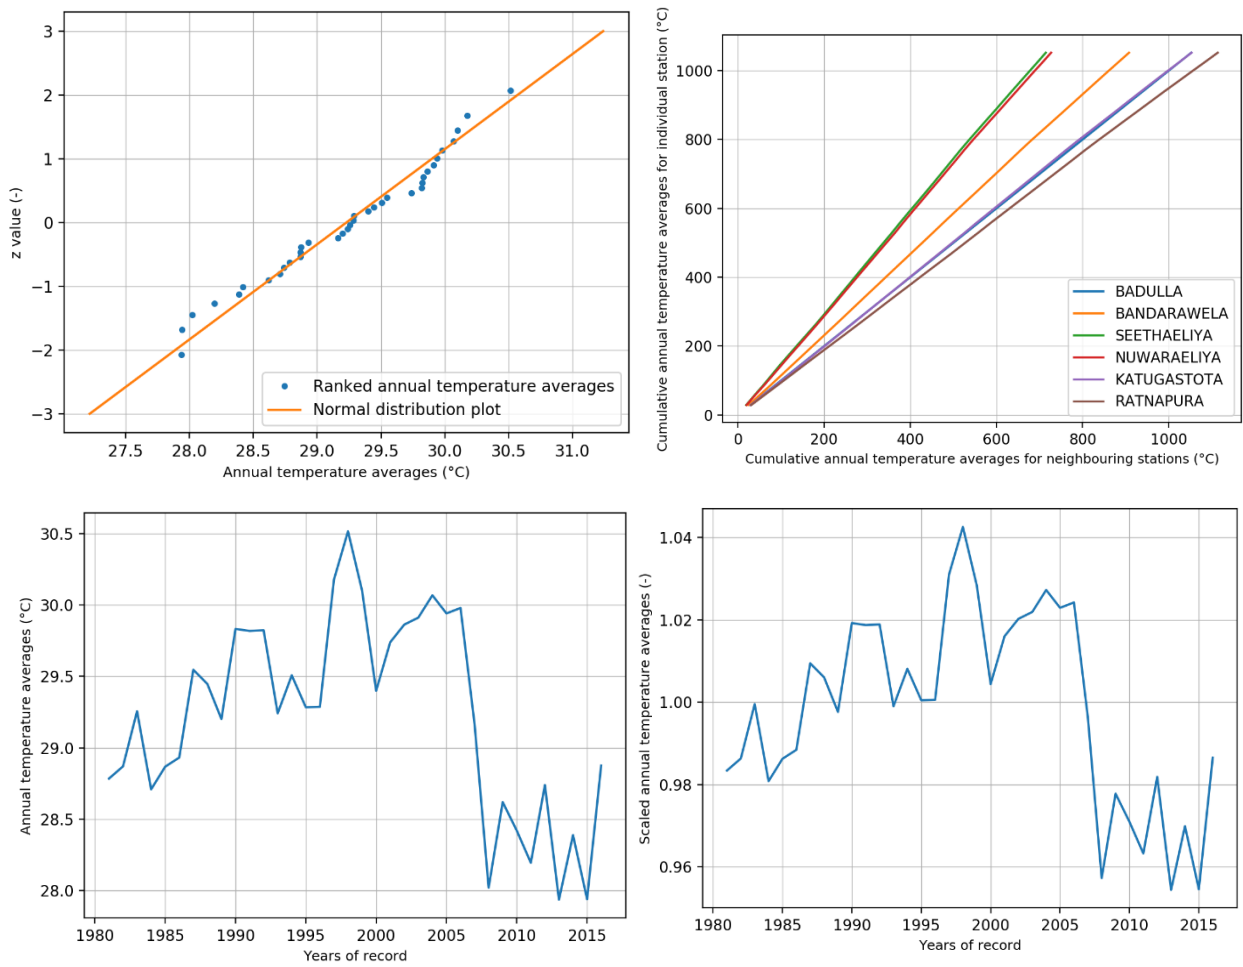 3
2
1
0
−1
−2
−3
z value (-)
27.5 28.0 28.5 29.0 29.5 30.0 30.5 31.0
Annual temperature averages (°C)
Ranked annual temperature averages
Normal distribution plot
1000
800
600
400
200
0
Cumulative annual temperature averages for individual station (°C)
0 200 400 600 800 1000
Cumulative annual temperature averages for neighbouring stations (°C)
BADULLA
BANDARAWELA
SEETHAELIYA
NUWARAELIYA
KATUGASTOTA
RATNAPURA
30.5
30.0
29.5
29.0
28.5
28.0
Annual temperature averages (°C)
1980 1985 1990 1995 2000 2005 2010 2015
Years of record
1.04
1.02
1.00
0.98
0.96
Scaled annual temperature averages (-)
1980 1985 1990 1995 2000 2005 2010 2015
Years of record